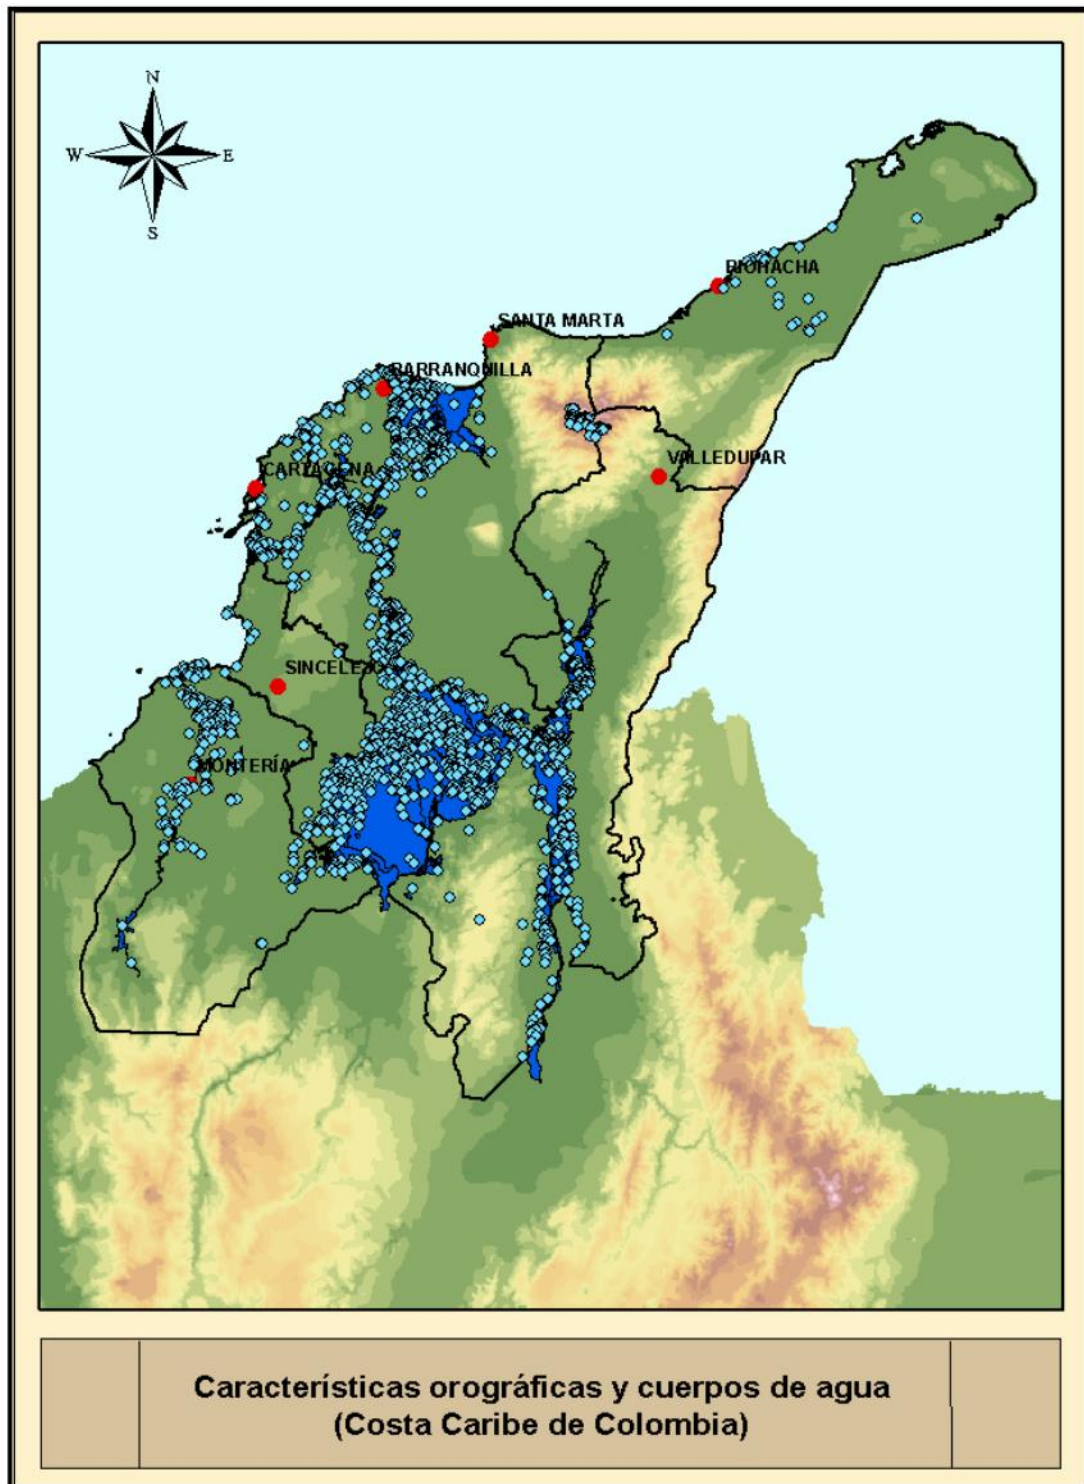 N
W E
S
RIOHACHA
SANTA MARTA
BARRANQUILLA
VALLEDUPAR
CARTAGENA
SINCELEJO
MONTERÍA
Características orográficas y cuerpos de agua
(Costa Caribe de Colombia)